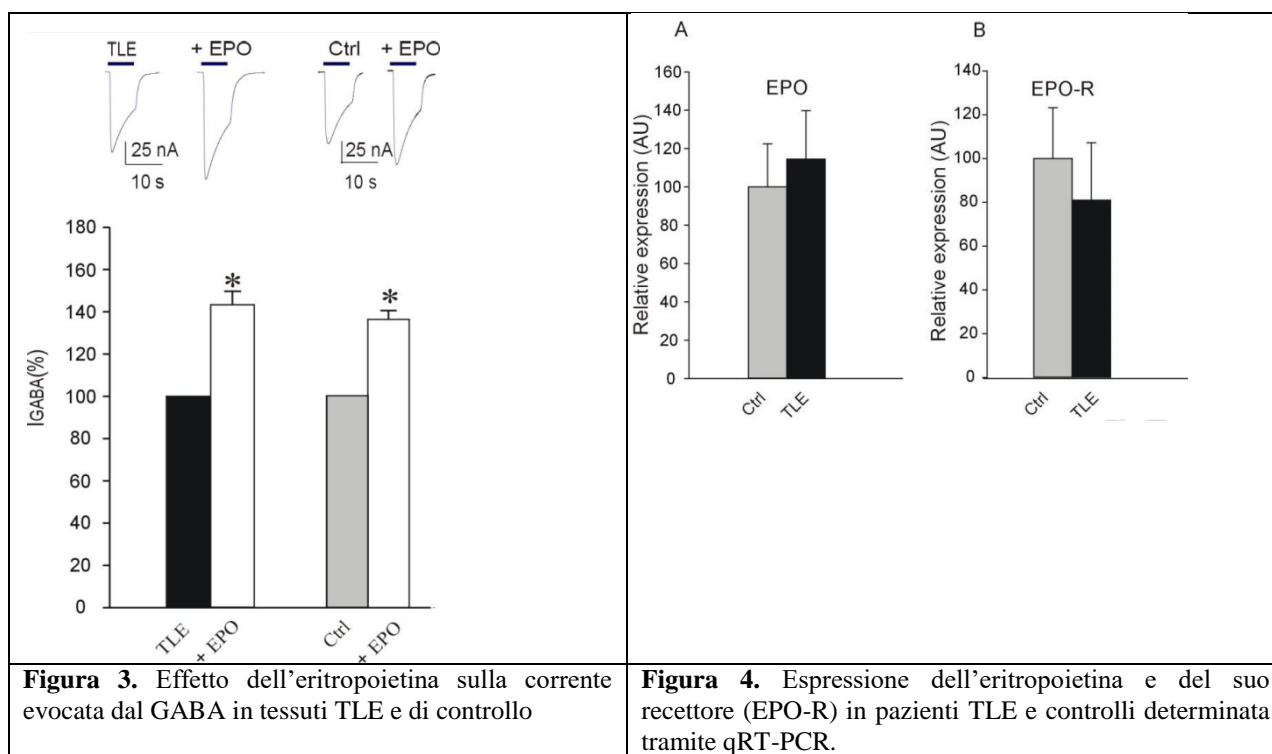 TLE + EPO Ctrl + EPO
25 nA 25 nA
10 s 10 s
180
160
140
120
100
80
60
40
20
0
IGABA(%)
* *
TLE + EPO Ctrl + EPO
A
EPO
Relative expression (AU)
160
140
120
100
80
60
40
20
0
Ctrl TLE
B
EPO-R
Relative expression (AU)
140
120
100
80
60
40
20
0
Ctrl TLE
Figura 3. Effetto dell’eritropoietina sulla corrente
evocata dal GABA in tessuti TLE e di controllo
Figura 4. Espressione dell’eritropoietina e del suo
recettore (EPO-R) in pazienti TLE e controlli determinata
tramite qRT-PCR.